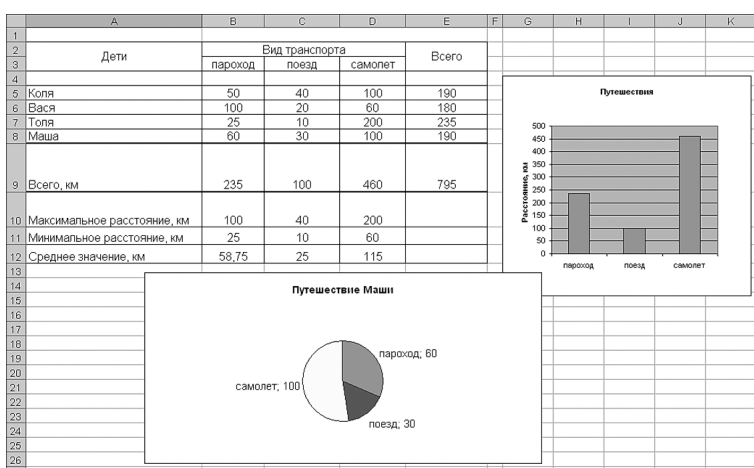 A B C D E F G H I J K
1
2 Дети Вид транспорта Всего
3 пароход поезд самолет
4
5 Коля 50 40 100 190
6 Вася 100 20 60 180
7 Толя 25 10 200 235
8 Маша 60 30 100 190
9 Всего, км 235 100 460 795
10 Максимальное расстояние, км 100 40 200
11 Минимальное расстояние, км 25 10 60
12 Среднее значение, км 58,75 25 115
13
14
15
16
17
18
19
20
21
22
23
24
25
26
Путешествия
Расстояние, км
500
450
400
350
300
250
200
150
100
50
0
пароход поезд самолет
Путешествие Маши
пароход; 60
самолет; 100
поезд; 30